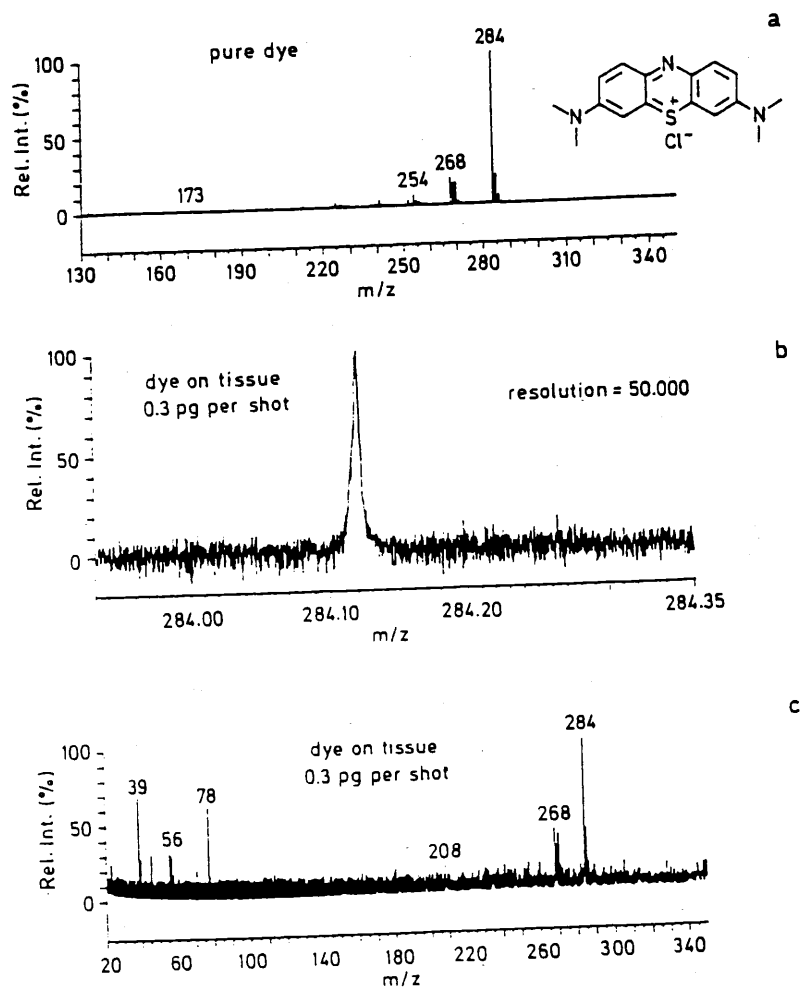 a
pure dye
284
268
254
173
Rel. Int. (%)
100
50
0
130 160 190 220 250 280 310 340
m/z
N
N
S
+
N
Cl⁻
b
dye on tissue
0.3 pg per shot
resolution = 50.000
Rel. Int. (%)
100
50
0
284.00 284.10 284.20 284.35
m/z
c
dye on tissue
0.3 pg per shot
284
268
208
39
78
56
Rel. Int. (%)
100
50
0
20 60 100 140 180 220 260 300 340
m/z